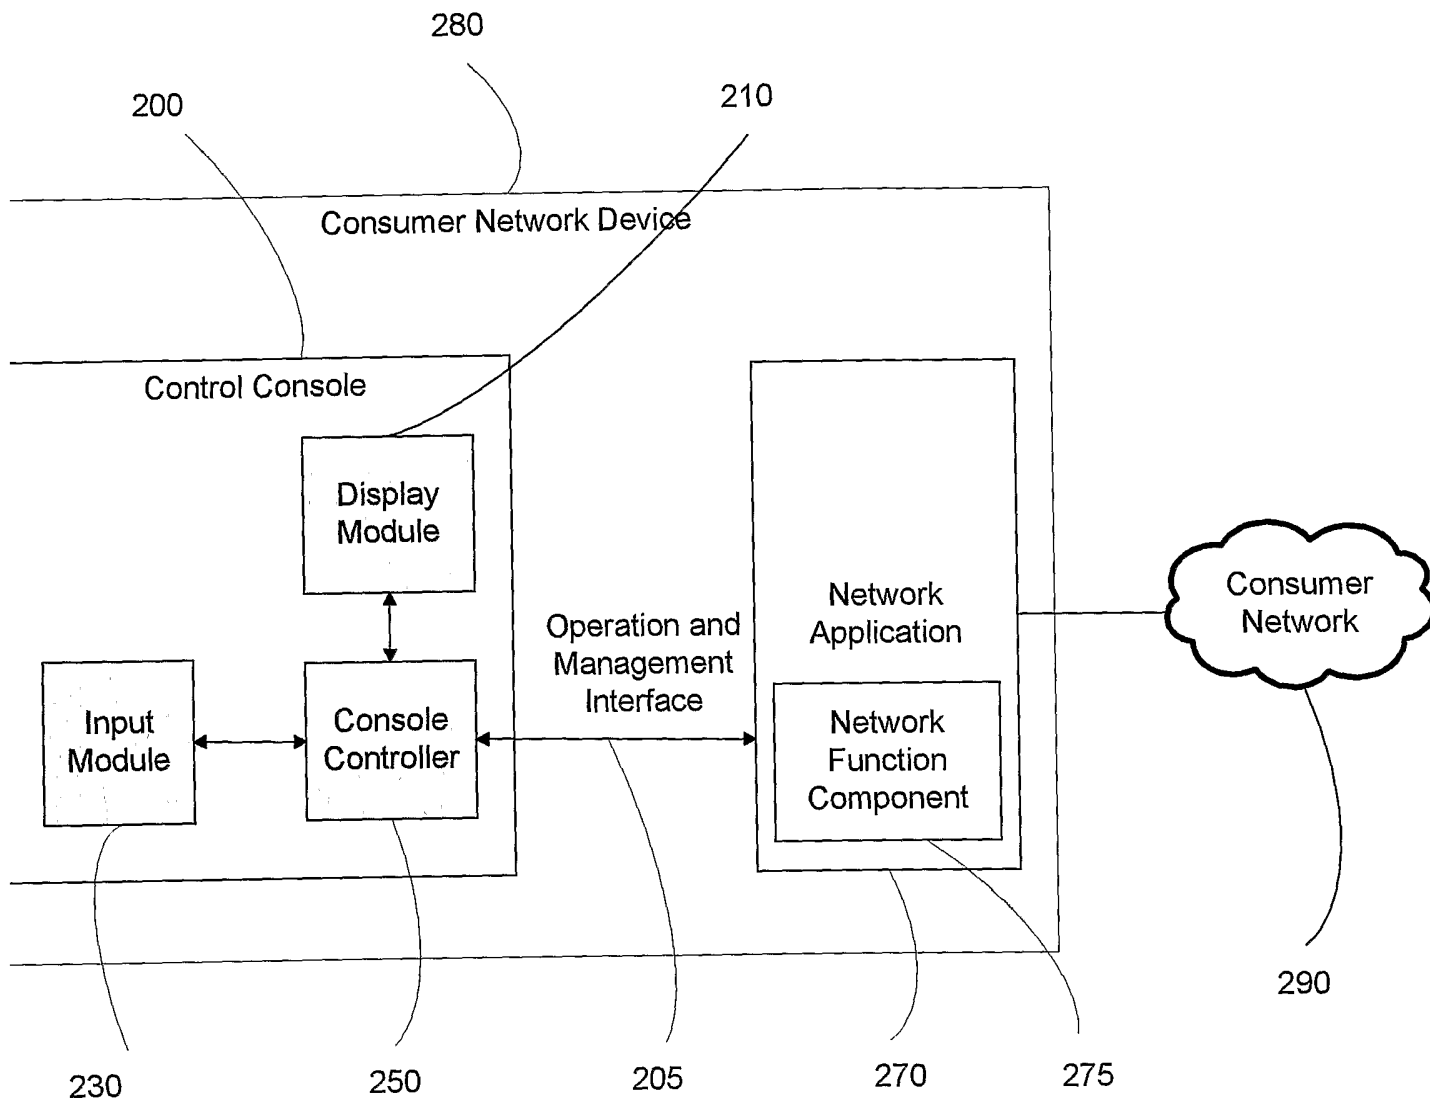 280
200
210
Consumer Network Device
Control Console
Display
Module
Operation and
Management
Interface
Network
Application
Consumer
Network
Input
Module
Console
Controller
Network
Function
Component
290
230
250
205
270
275